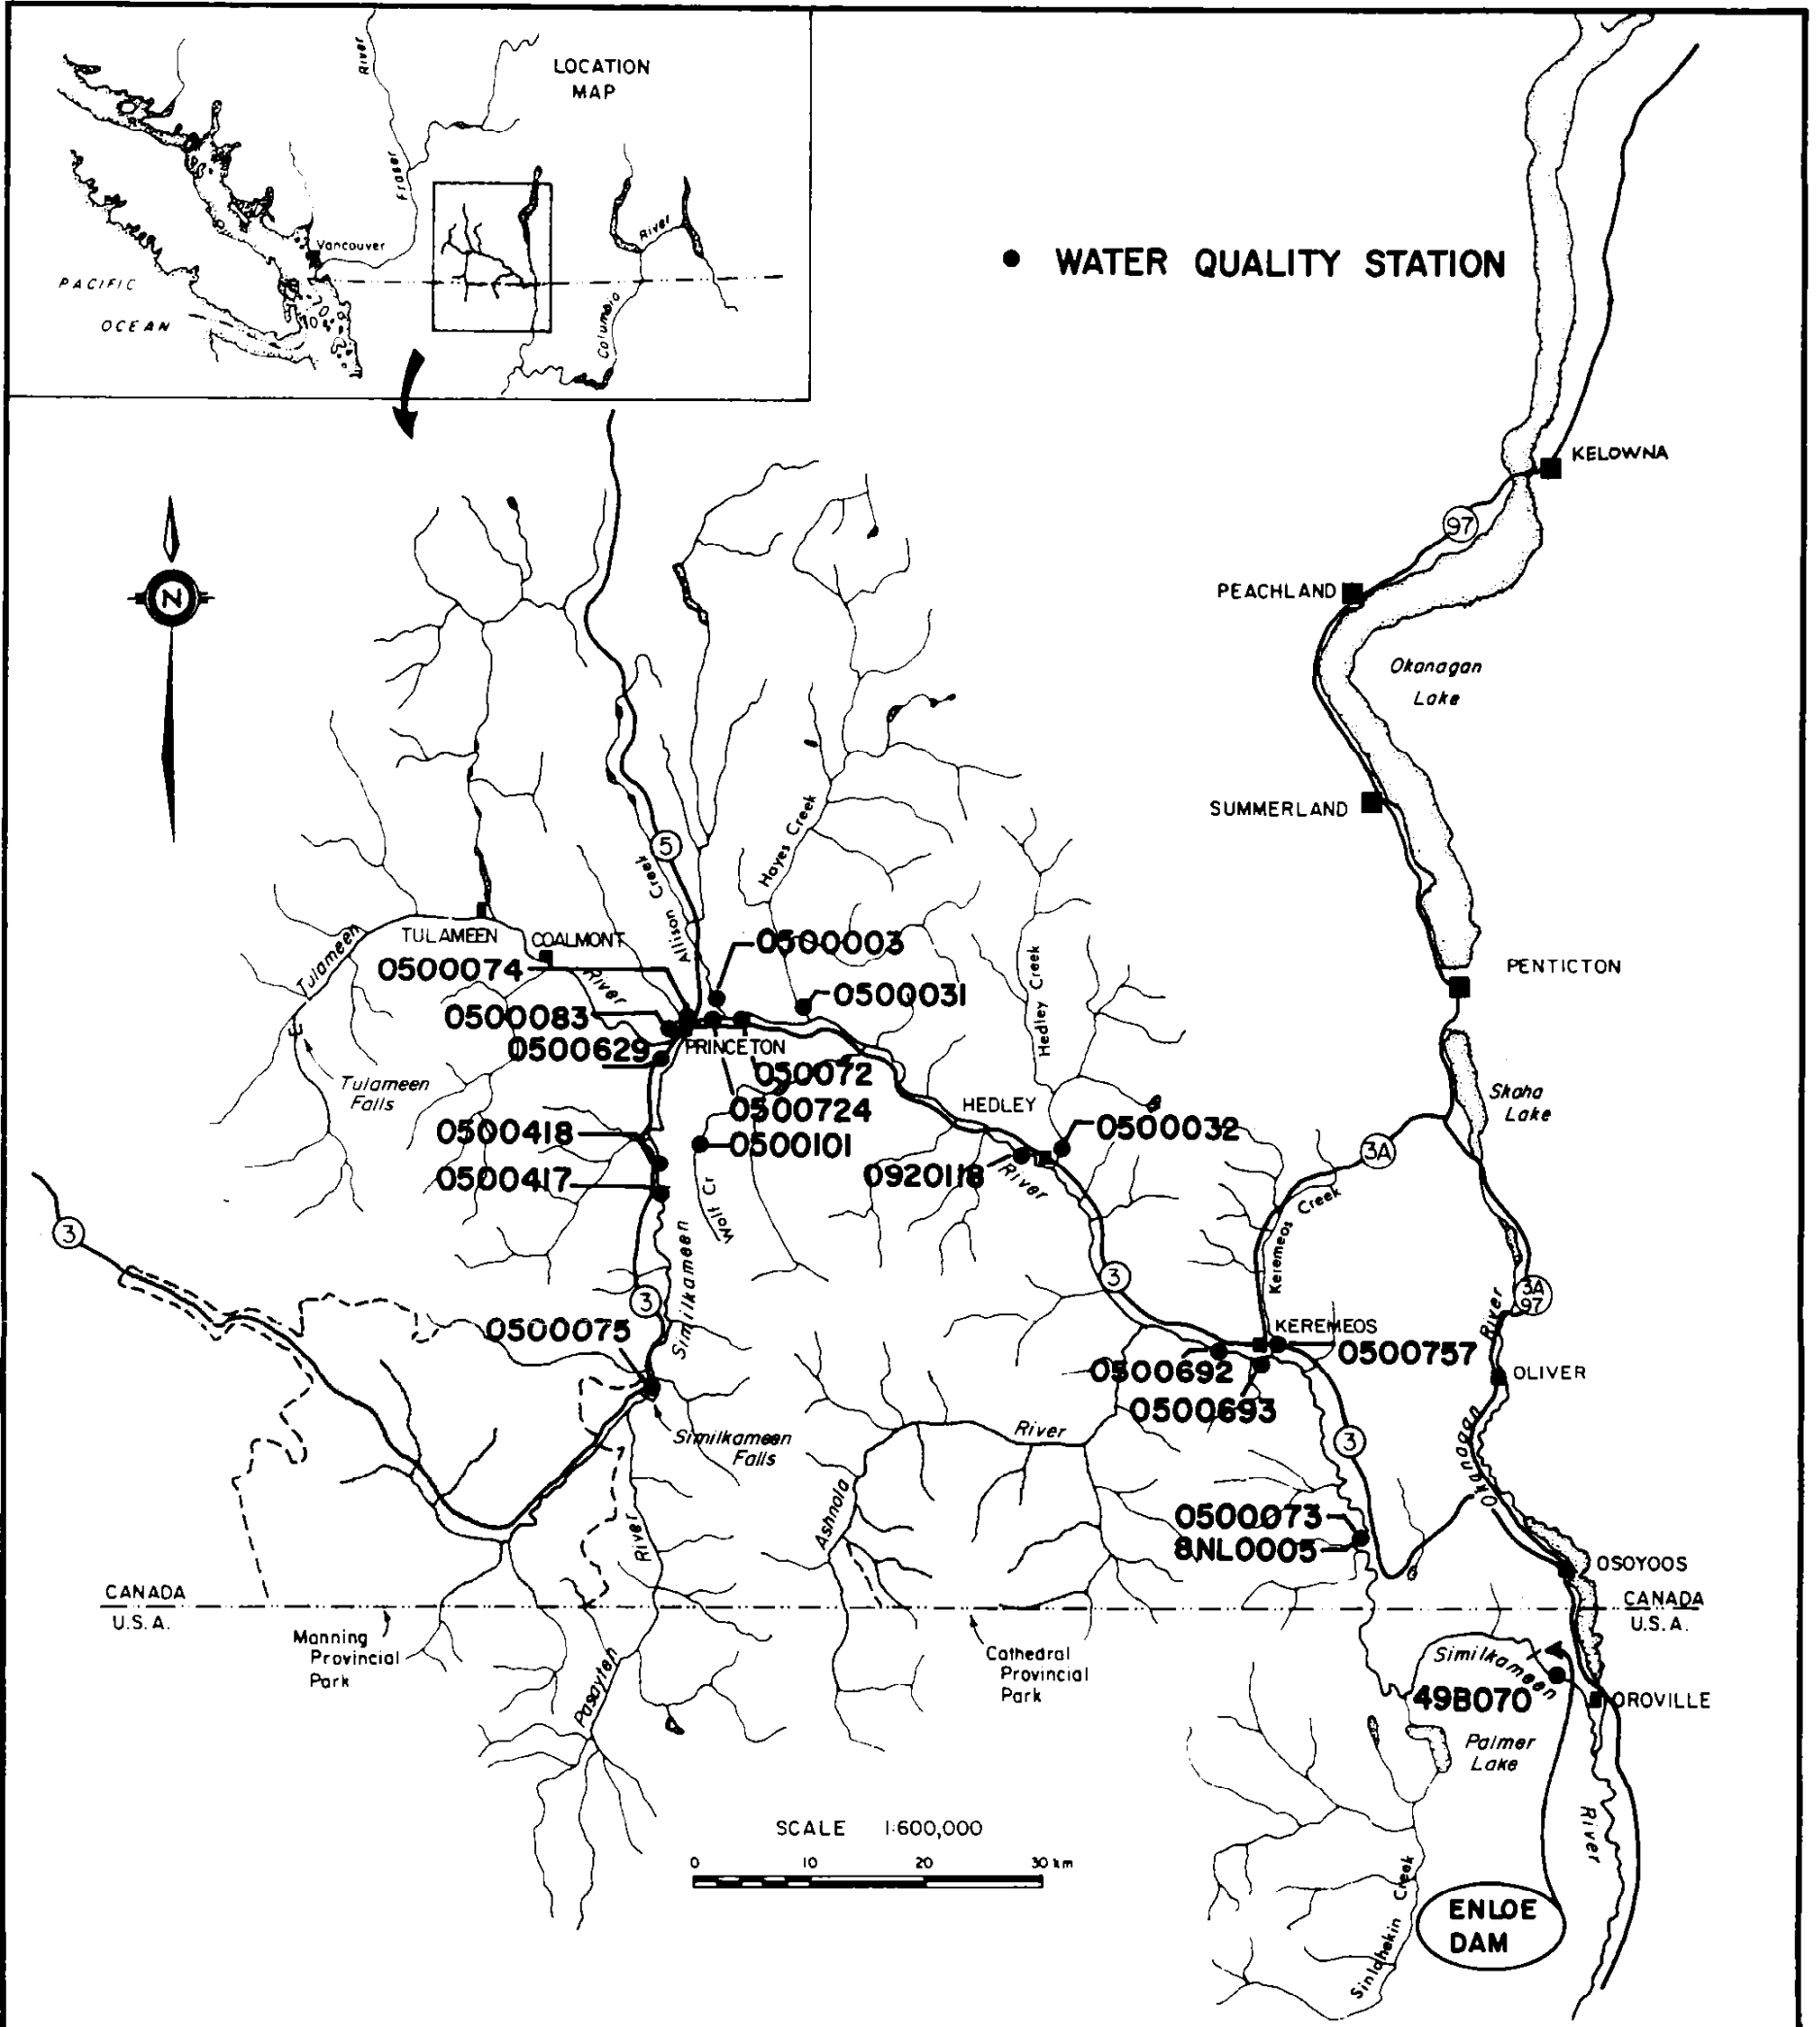 LOCATION
MAP
River
Fraser
Vancouver
River
Columbia
PACIFIC
OCEAN
WATER QUALITY STATION
N
KELOWNA
97
PEACHLAND
Okanagan
Lake
SUMMERLAND
5
Allison Creek
Hayes Creek
Hedley Creek
PENTICTON
Skaha
Lake
TULAMEEN
COALMONT
Tulameen
River
0500074
0500003
0500031
0500083
0500629
PRINCETON
050072
0500724
0500101
Tulameen
Falls
HEDLEY
0500418
0500417
0500032
0920118
River
3A
Wolf Cr
Keremeos Creek
3
3
3
3A
97
Similkameen
0500075
KEREMEOS
0500757
0500692
0500693
River
OLIVER
Similkameen
Falls
River
Ashnola
3
Okanagan
0500073
8NL0005
River
OSOYOOS
CANADA
U.S.A.
CANADA
U.S.A.
Manning
Provincial
Park
Cathedral
Provincial
Park
Pasayten
Similkameen
49B070
OROVILLE
Palmer
Lake
River
SCALE 1:600,000
0 10 20 30 km
Sinlahekin Creek
ENLOE
DAM